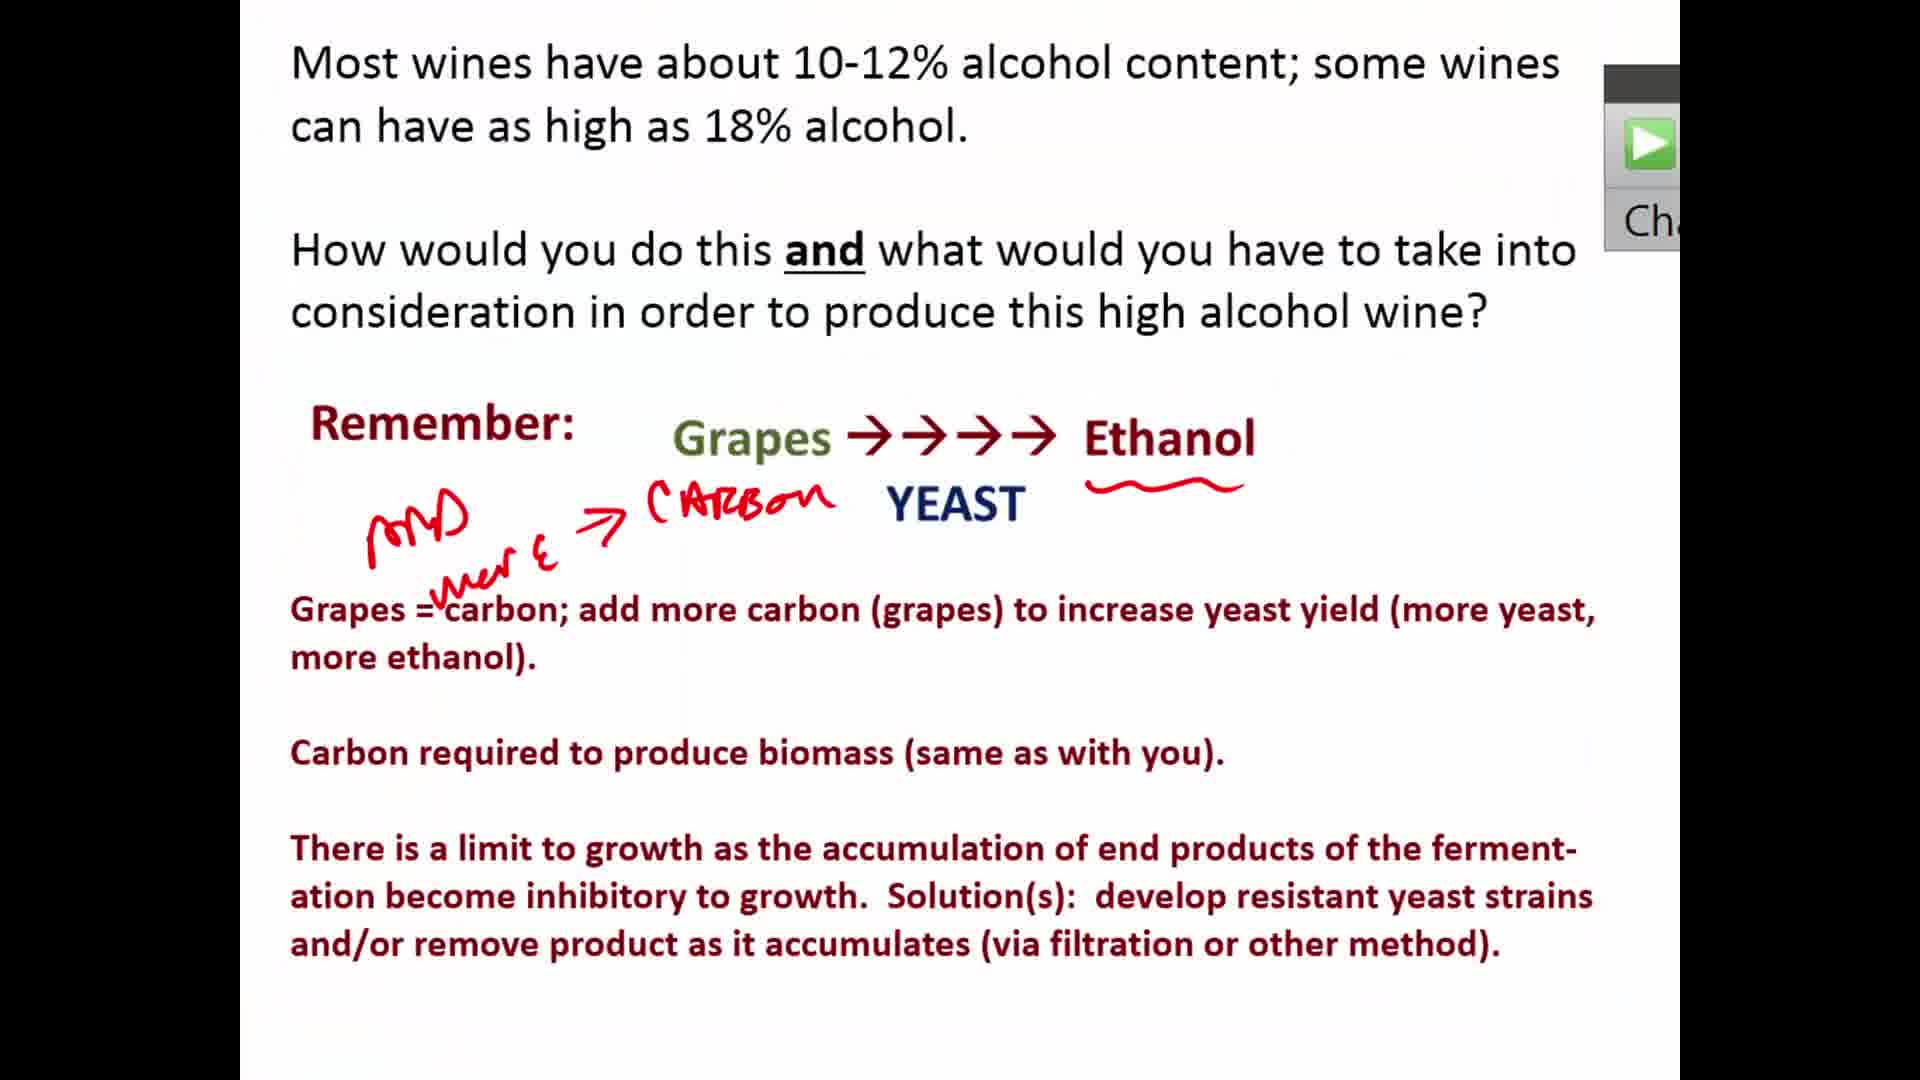 Most wines have about 10-12% alcohol content; some wines
can have as high as 18% alcohol.
How would you do this and what would you have to take into
consideration in order to produce this high alcohol wine?
Remember:
Grapes →→→→ Ethanol
YEAST
more → CARBON
Grapes = carbon; add more carbon (grapes) to increase yeast yield (more yeast,
more ethanol).
Carbon required to produce biomass (same as with you).
There is a limit to growth as the accumulation of end products of the ferment-
ation become inhibitory to growth.  Solution(s):  develop resistant yeast strains
and/or remove product as it accumulates (via filtration or other method).